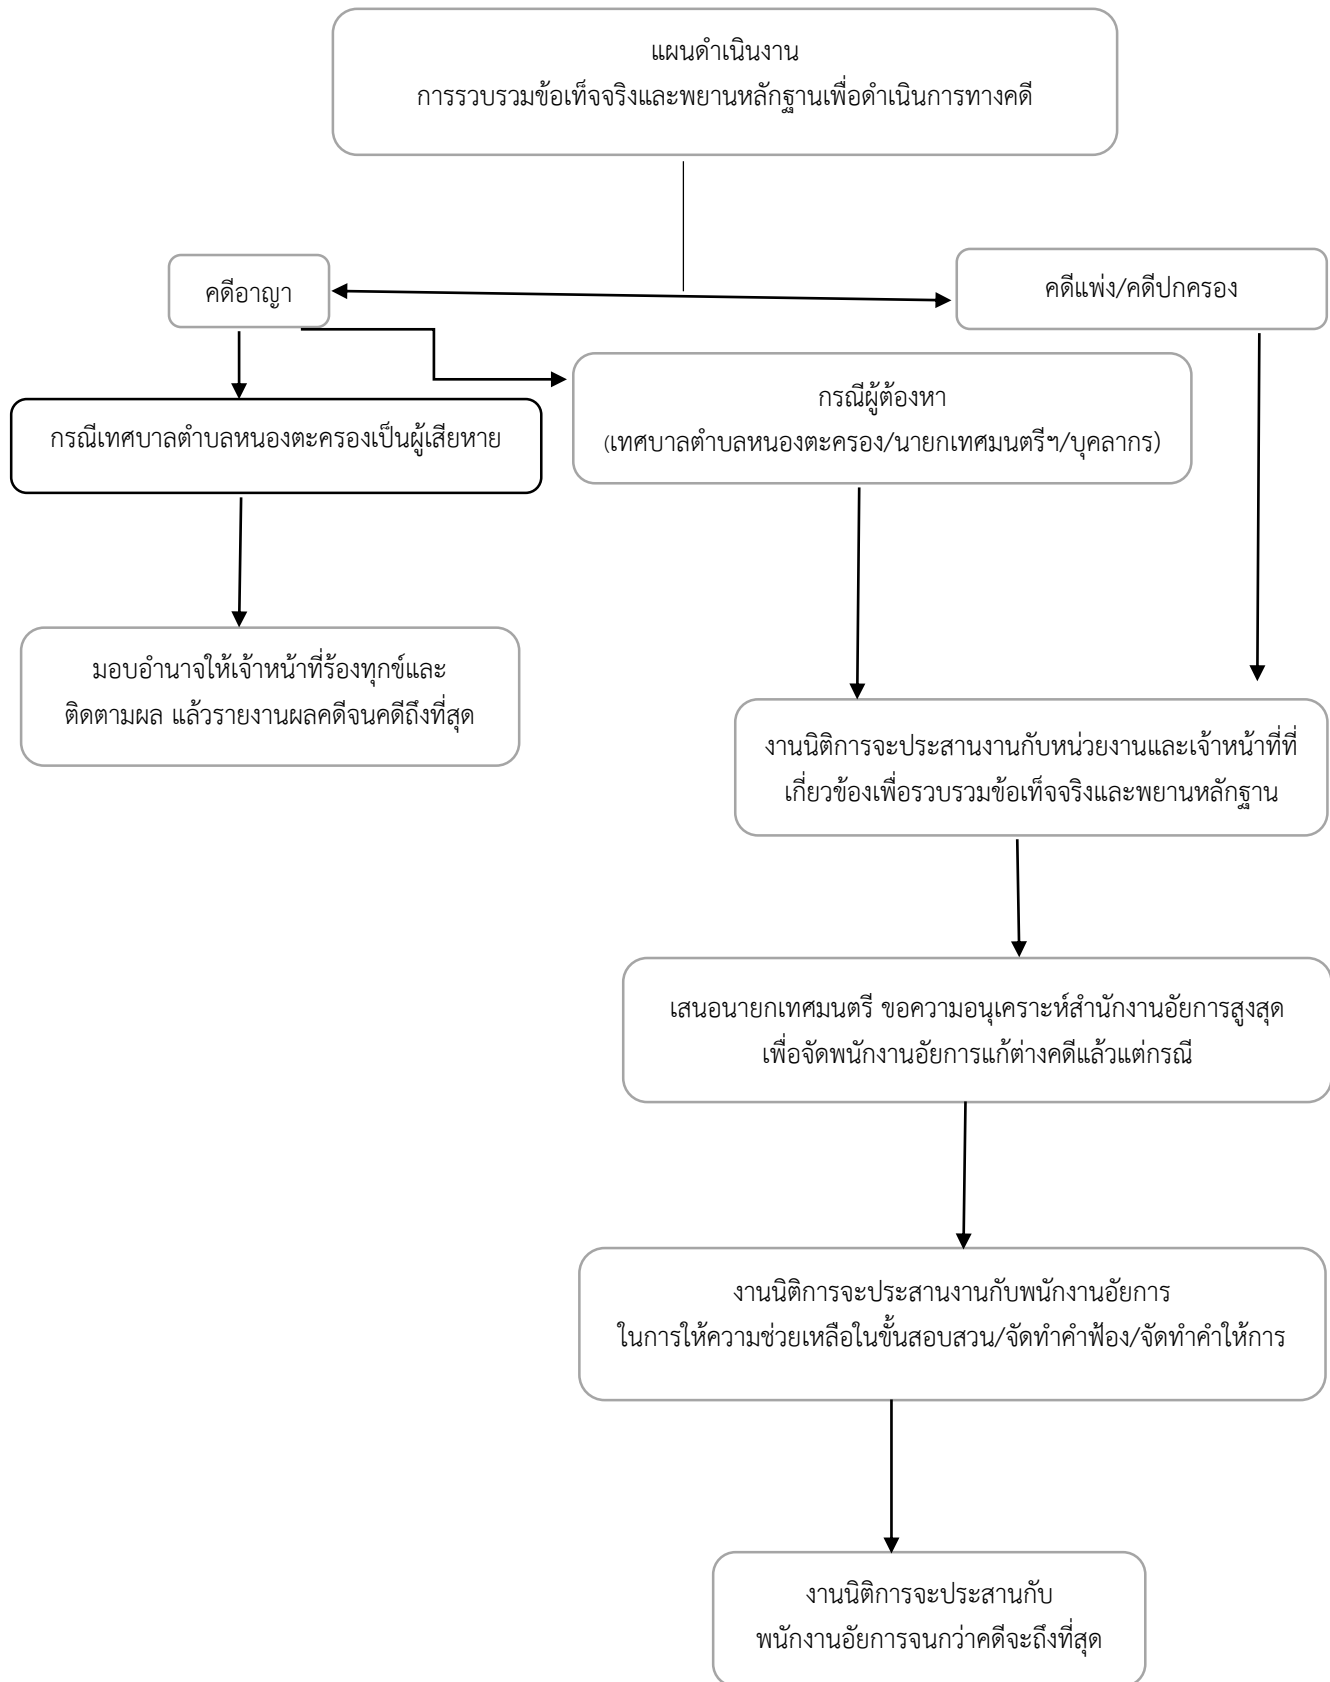 แผนดำเนินงาน
การรวบรวมข้อเท็จจริงและพยานหลักฐานเพื่อดำเนินการทางคดี
คดีอาญา
คดีแพ่ง/คดีปกครอง
กรณีเทศบาลตำบลหนองตะครองเป็นผู้เสียหาย
กรณีผู้ต้องหา
(เทศบาลตำบลหนองตะครอง/นายกเทศมนตรีฯ/บุคลากร)
มอบอำนาจให้เจ้าหน้าที่ร้องทุกข์และ
ติดตามผล แล้วรายงานผลคดีจนคดีถึงที่สุด
งานนิติการจะประสานงานกับหน่วยงานและเจ้าหน้าที่ที่
เกี่ยวข้องเพื่อรวบรวมข้อเท็จจริงและพยานหลักฐาน
เสนอนายกเทศมนตรี ขอความอนุเคราะห์สำนักงานอัยการสูงสุด
เพื่อจัดพนักงานอัยการแก้ต่างคดีแล้วแต่กรณี
งานนิติการจะประสานงานกับพนักงานอัยการ
ในการให้ความช่วยเหลือในขั้นสอบสวน/จัดทำคำฟ้อง/จัดทำคำให้การ
งานนิติการจะประสานกับ
พนักงานอัยการจนกว่าคดีจะถึงที่สุด